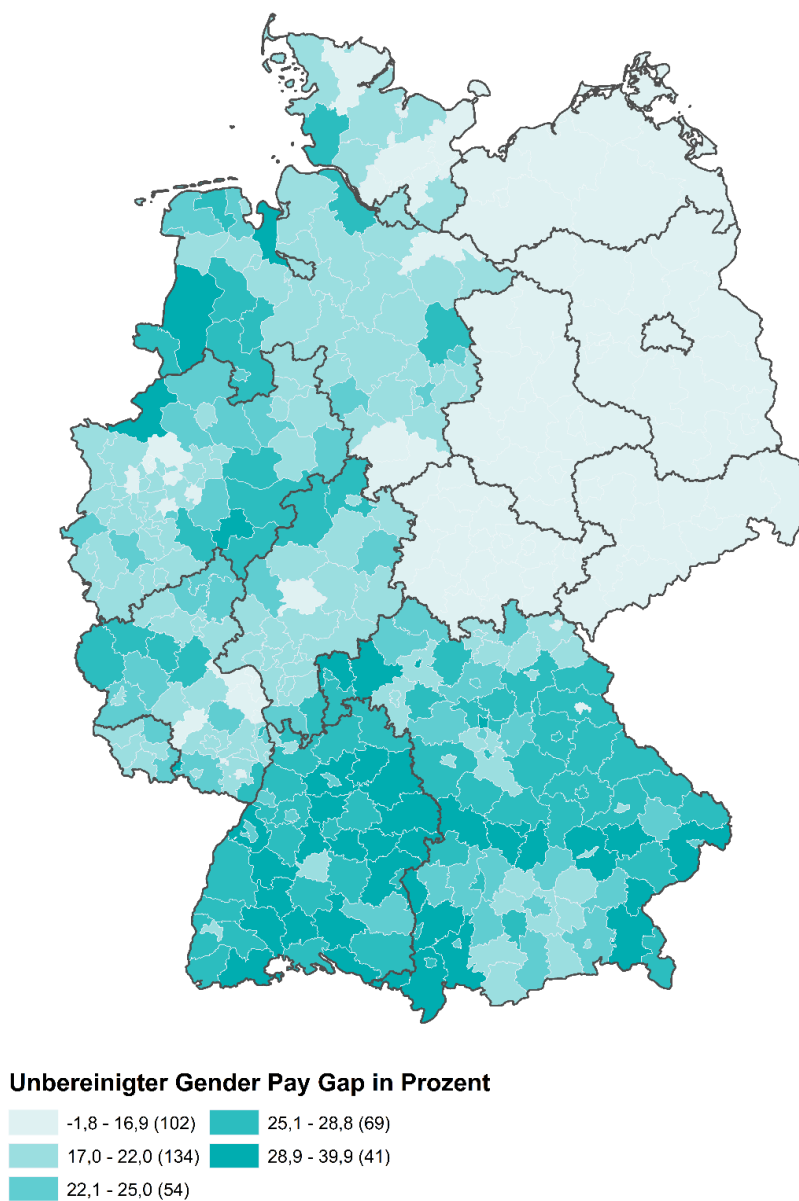 Unbereinigter Gender Pay Gap in Prozent
-1,8 - 16,9 (102)
17,0 - 22,0 (134)
22,1 - 25,0 (54)
25,1 - 28,8 (69)
28,9 - 39,9 (41)